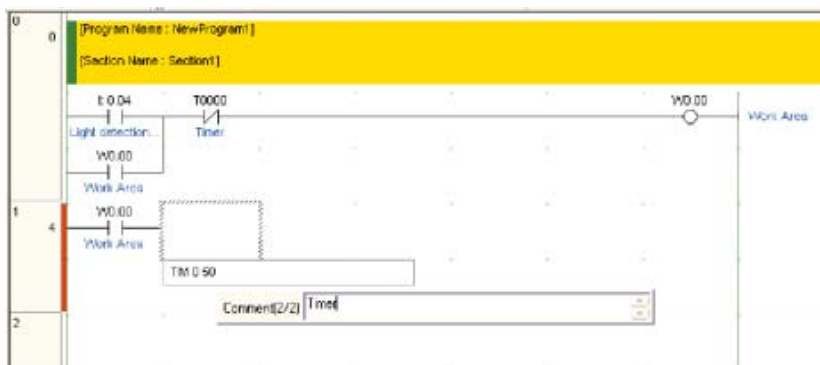 0
0
[Program Name : NewProgram1]
[Section Name : Section1]
I: 0.04 T0000 W0.00
Light detection... Timer Work Area
W0.00
Work Area
1
4
W0.00
Work Area
TIM 0 50
Comment(2/2) Timer
2